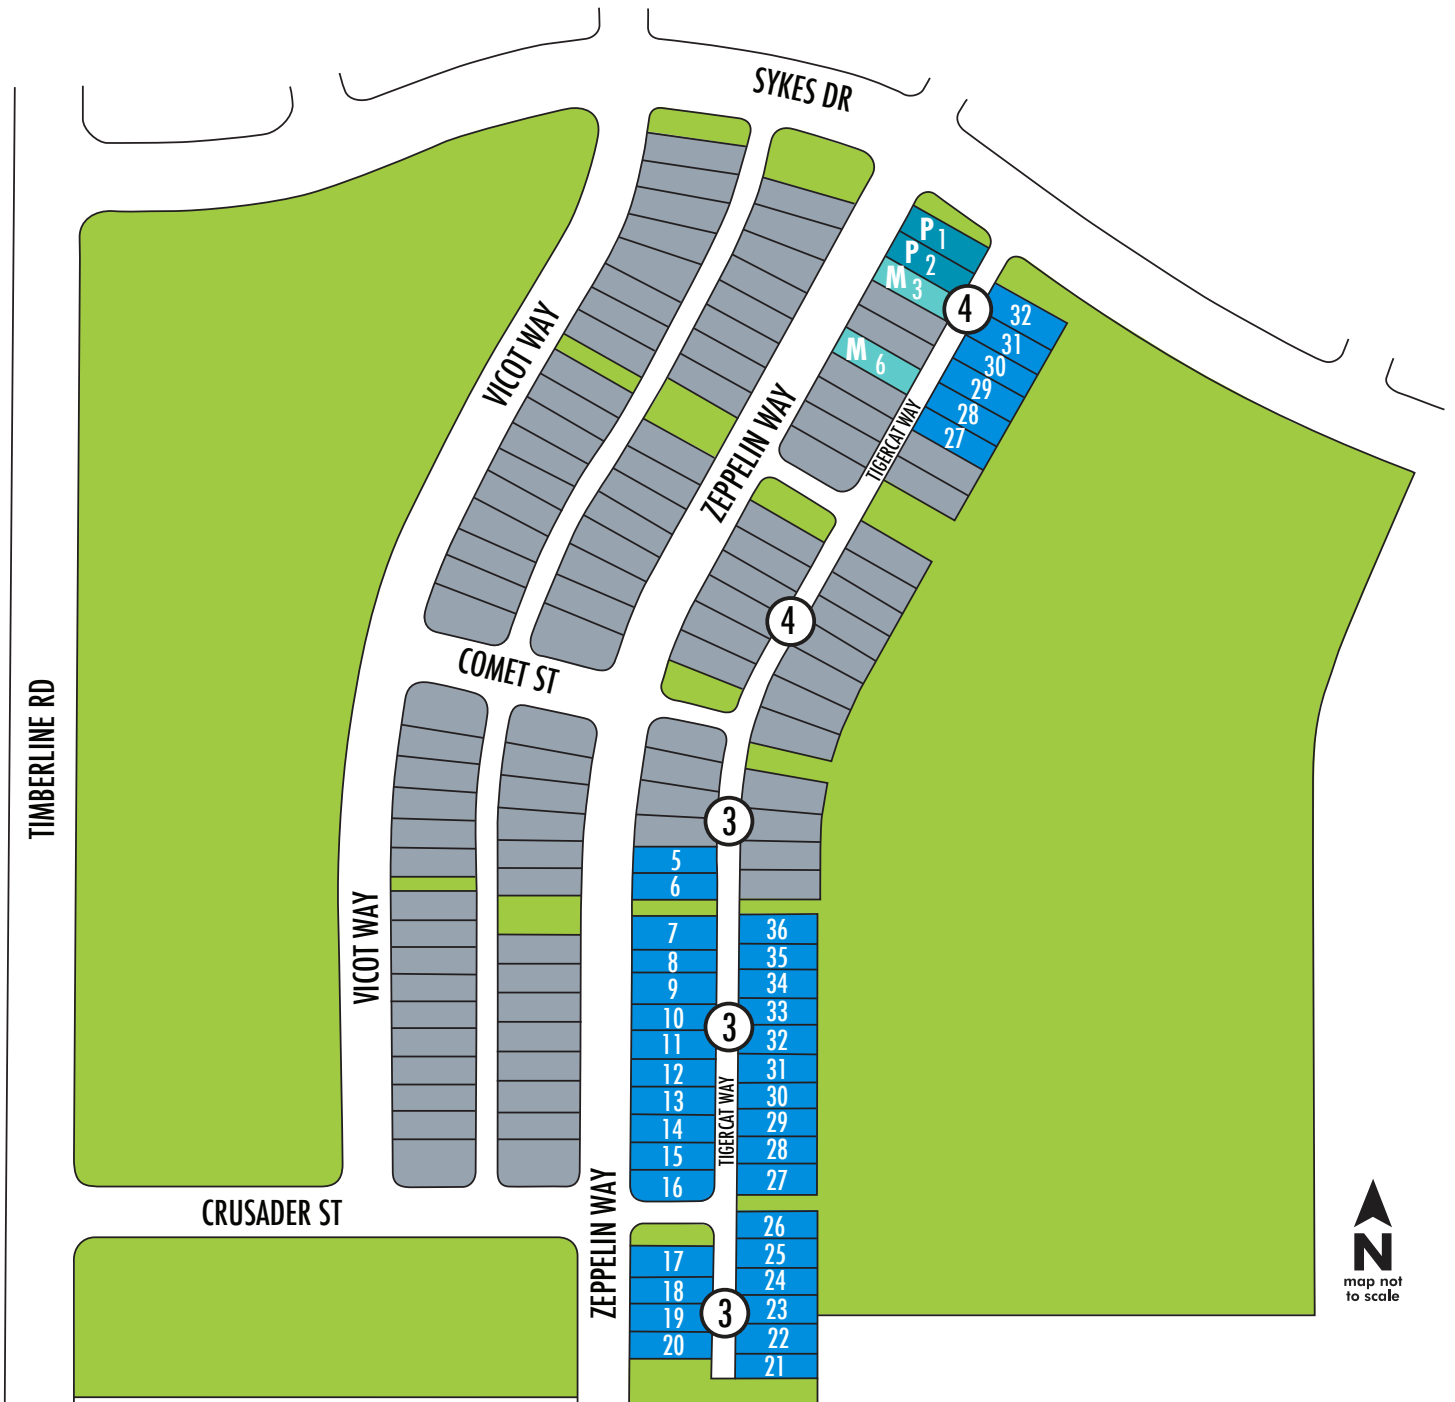 SYKES DR
P 1
P 2
M 3
M 6
4
32
31
30
29
28
27
VICOT WAY
ZEPPELIN WAY
TIGERCAT WAY
4
COMET ST
TIMBERLINE RD
3
5
6
7
8
9
10
11
12
13
14
15
16
36
35
34
33
32
31
30
29
28
27
3
TIGERCAT WAY
VICOT WAY
CRUSADER ST
ZEPPELIN WAY
17
18
19
20
3
26
25
24
23
22
21
N
map not
to scale